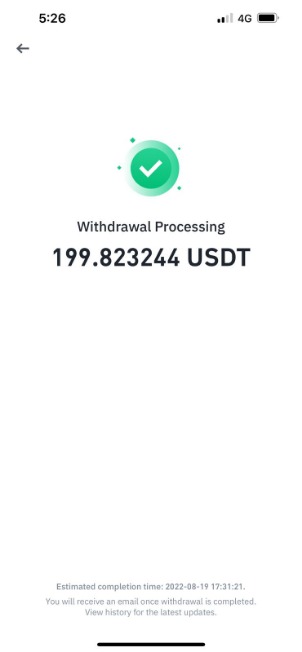 5:26
4G
Withdrawal Processing
199.823244 USDT
Estimated completion time: 2022-08-19 17:31:21.
You will receive an email once withdrawal is completed.
View history for the latest updates.